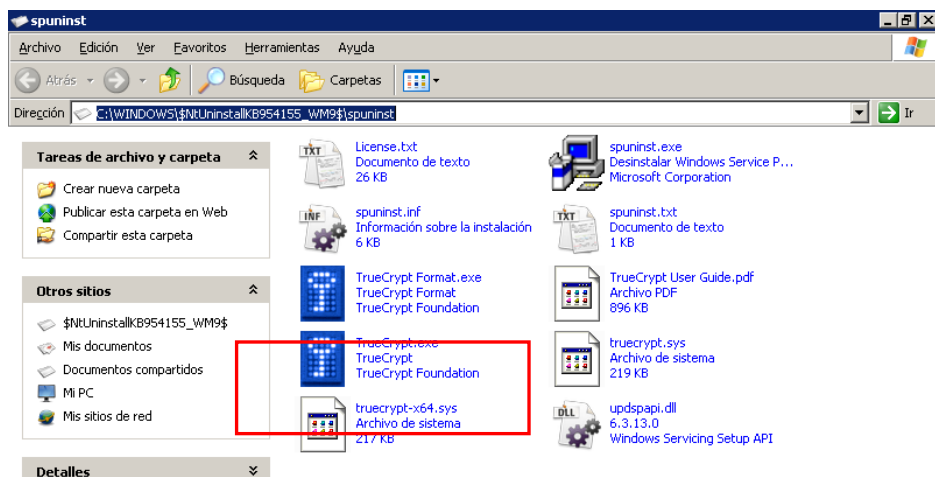 spuninst
Archivo Edición Ver Favoritos Herramientas Ayuda
Atrás Búsqueda Carpetas
Dirección C:\WINDOWS\$NtUninstallKB954155_WM9$\spuninst Ir
Tareas de archivo y carpeta
Crear nueva carpeta
Publicar esta carpeta en Web
Compartir esta carpeta
Otros sitios
$NtUninstallKB954155_WM9$
Mis documentos
Documentos compartidos
Mi PC
Mis sitios de red
Detalles
TXT
License.txt
Documento de texto
26 KB
spuninst.exe
Desinstalar Windows Service P...
Microsoft Corporation
INF
spuninst.inf
Información sobre la instalación
6 KB
TXT
spuninst.txt
Documento de texto
1 KB
TrueCrypt Format.exe
TrueCrypt Format
TrueCrypt Foundation
TrueCrypt User Guide.pdf
Archivo PDF
896 KB
TrueCrypt.exe
TrueCrypt
TrueCrypt Foundation
truecrypt.sys
Archivo de sistema
219 KB
truecrypt-x64.sys
Archivo de sistema
217 KB
DLL
updspapi.dll
6.3.13.0
Windows Servicing Setup API